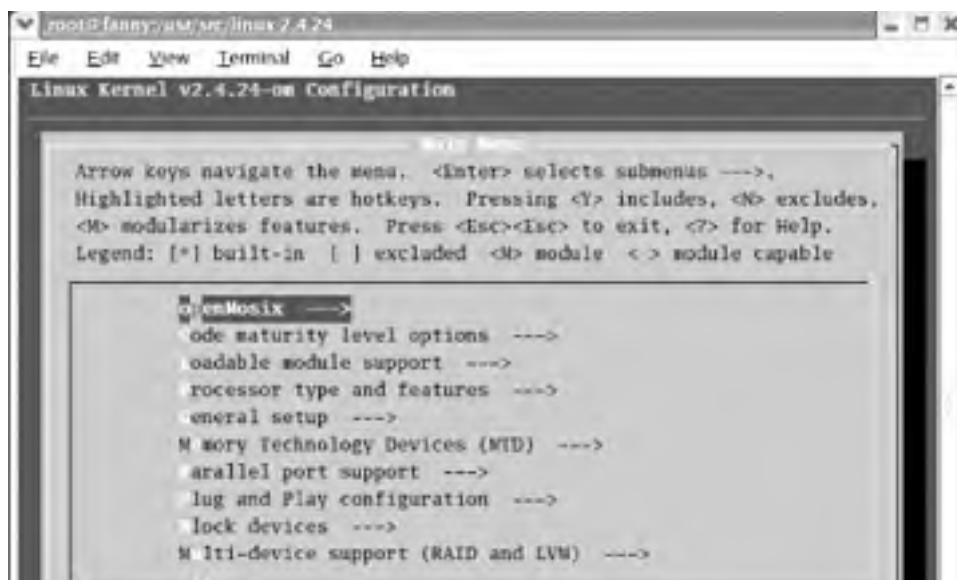 root@fanny:/usr/src/linux-2.4.24
File Edit View Terminal Go Help
Linux Kernel v2.4.24-om Configuration
Main Menu
Arrow keys navigate the menu. <Enter> selects submenus --->.
Highlighted letters are hotkeys. Pressing <Y> includes, <N> excludes,
<M> modularizes features. Press <Esc><Esc> to exit, <?> for Help.
Legend: [*] built-in [ ] excluded <M> module < > module capable
openMosix --->
ode maturity level options --->
oadable module support --->
rocessor type and features --->
eneral setup --->
M mory Technology Devices (MTD) --->
arallel port support --->
lug and Play configuration --->
lock devices --->
M lti-device support (RAID and LVM) --->